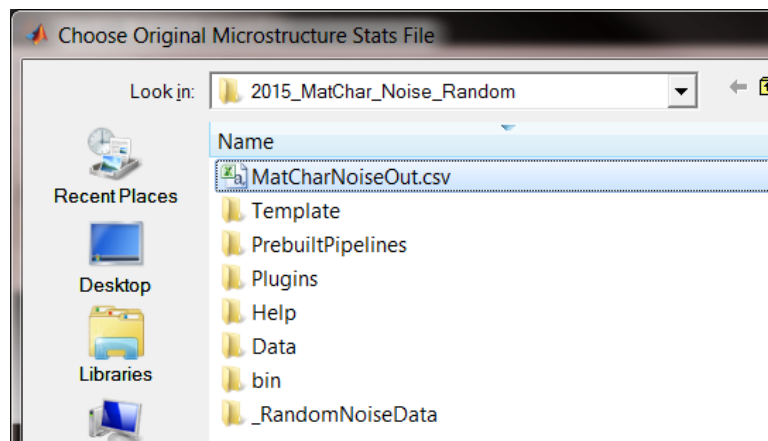 Choose Original Microstructure Stats File
Look in: 2015_MatChar_Noise_Random
Name
MatCharNoiseOut.csv
Recent Places
Template
PrebuiltPipelines
Desktop
Plugins
Help
Data
Libraries
bin
_RandomNoiseData